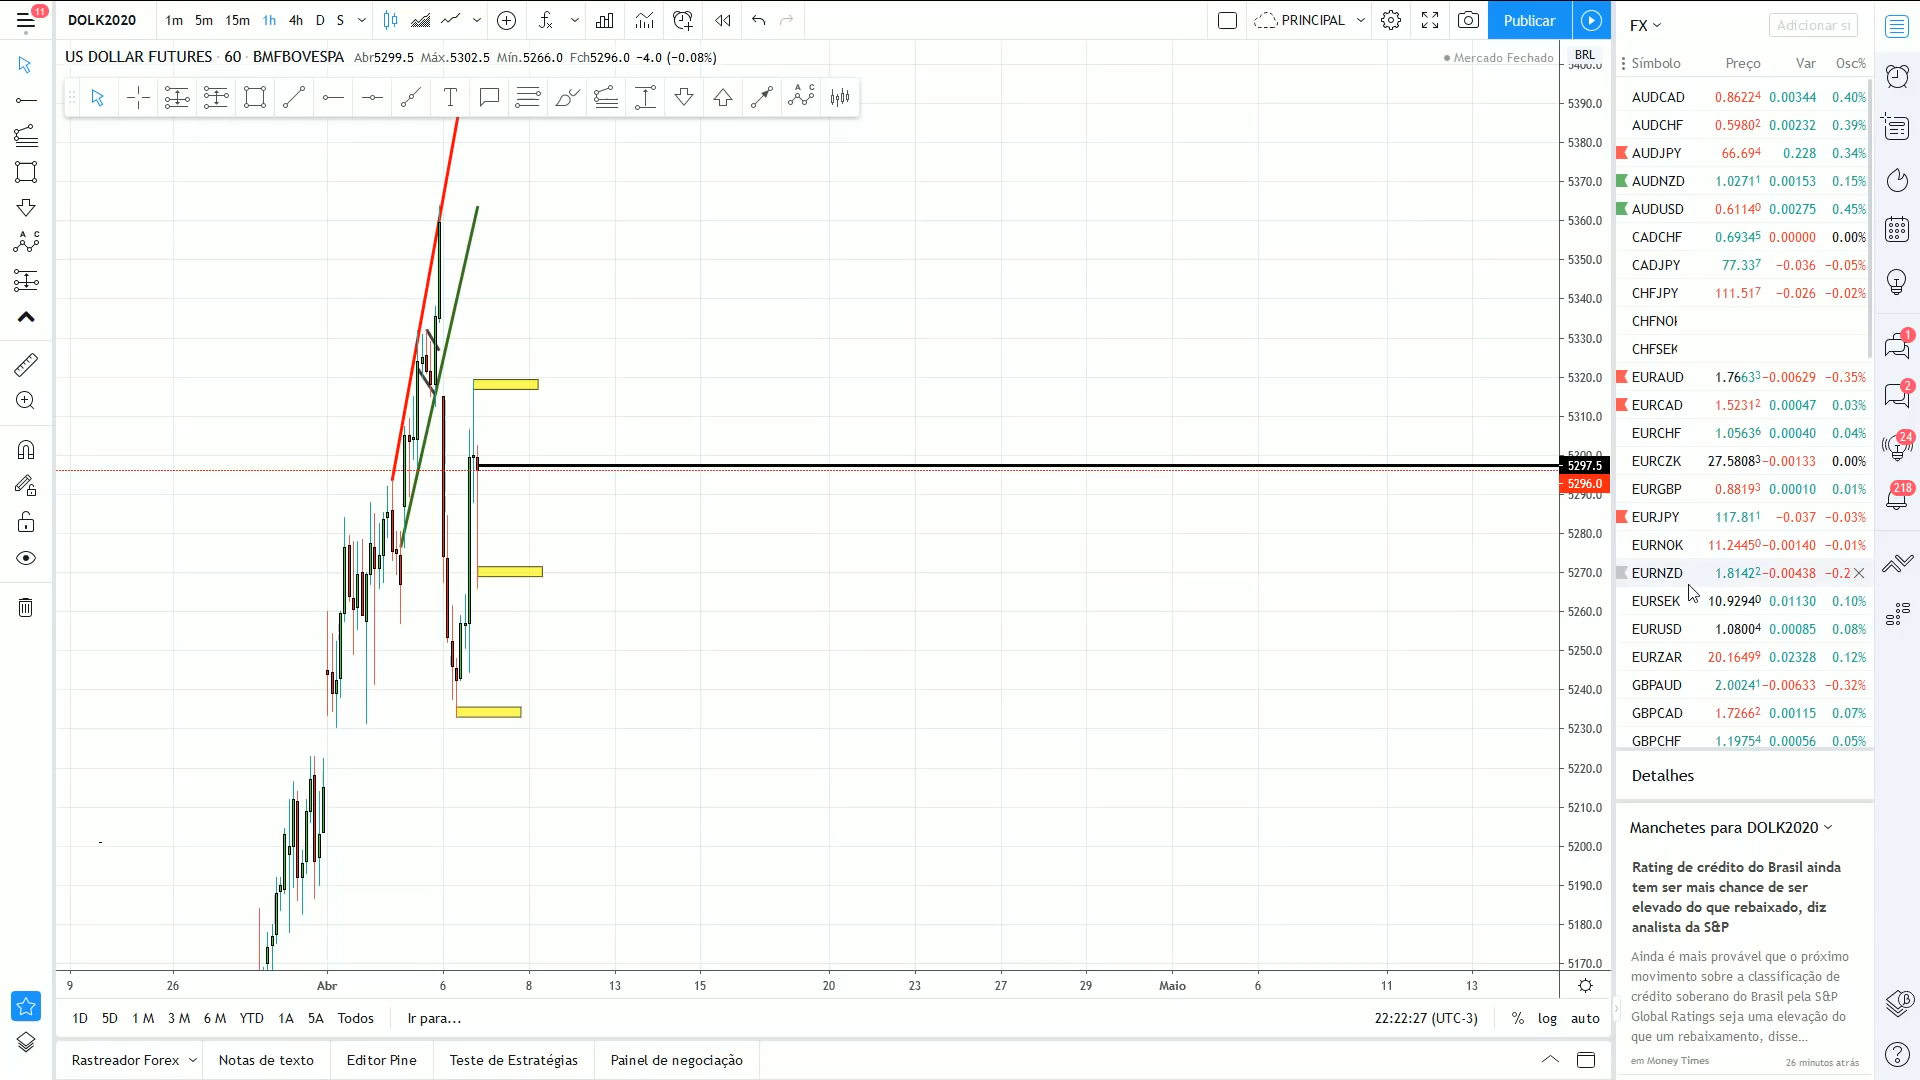 11
DOLK2020 1m 5m 15m 1h 4h D S PRINCIPAL Publicar
US DOLLAR FUTURES · 60 · BMFBOVESPA Abr5299.5 Máx.5302.5 Mín.5266.0 Fch5296.0 −4.0 (−0.08%)
Mercado Fechado
BRL
5390.0
5380.0
5370.0
5360.0
5350.0
5340.0
5330.0
5320.0
5310.0
5297.5
5296.0
5290.0
5280.0
5270.0
5260.0
5250.0
5240.0
5230.0
5220.0
5210.0
5200.0
5190.0
5180.0
5170.0
9 26 Abr 6 8 13 15 20 23 27 29 Maio 6 11 13
1D 5D 1 M 3 M 6 M YTD 1A 5A Todos Ir para... 22:22:27 (UTC-3) % log auto
Rastreador Forex Notas de texto Editor Pine Teste de Estratégias Painel de negociação
FX Adicionar sí
Símbolo Preço Var Osc%
AUDCAD 0.86224 0.00344 0.40%
AUDCHF 0.59802 0.00232 0.39%
AUDJPY 66.694 0.228 0.34%
AUDNZD 1.02711 0.00153 0.15%
AUDUSD 0.61140 0.00275 0.45%
CADCHF 0.69345 0.00000 0.00%
CADJPY 77.337 −0.036 −0.05%
CHFJPY 111.517 −0.026 −0.02%
CHFNOK
CHFSEK
EURAUD 1.76633 −0.00629 −0.35%
EURCAD 1.52312 0.00047 0.03%
EURCHF 1.05636 0.00040 0.04%
EURCZK 27.58083 −0.00133 0.00%
EURGBP 0.88193 0.00010 0.01%
EURJPY 117.811 −0.037 −0.03%
EURNOK 11.24450 −0.00140 −0.01%
EURNZD 1.81422 −0.00438 −0.2
EURSEK 10.92940 0.01130 0.10%
EURUSD 1.08004 0.00085 0.08%
EURZAR 20.16499 0.02328 0.12%
GBPAUD 2.00241 −0.00633 −0.32%
GBPCAD 1.72662 0.00115 0.07%
GBPCHF 1.19754 0.00056 0.05%
Detalhes
Manchetes para DOLK2020
Rating de crédito do Brasil ainda
tem ser mais chance de ser
elevado do que rebaixado, diz
analista da S&P
Ainda é mais provável que o próximo
movimento sobre a classificação de
crédito soberano do Brasil pela S&P
Global Ratings seja uma elevação do
que um rebaixamento, disse...
em Money Times 26 minutos atrás
1
2
24
218